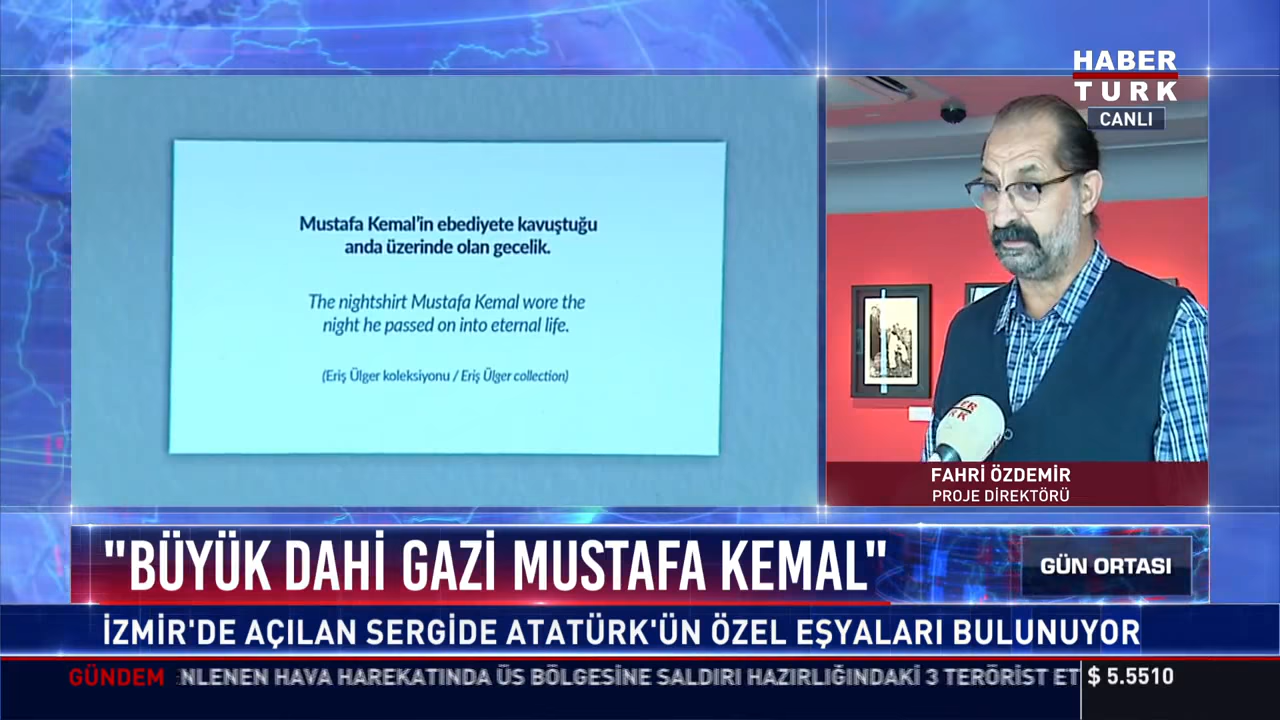 HABER
TURK
CANLI
Mustafa Kemal'in ebediyete kavuştuğu
anda üzerinde olan gecelik.
The nightshirt Mustafa Kemal wore the
night he passed on into eternal life.
(Eriş Ülger koleksiyonu / Eriş Ülger collection)
HABER
TURK
FAHRİ ÖZDEMİR
PROJE DİREKTÖRÜ
"BÜYÜK DAHİ GAZİ MUSTAFA KEMAL"
GÜN ORTASI
İZMİR'DE AÇILAN SERGİDE ATATÜRK'ÜN ÖZEL EŞYALARI BULUNUYOR
GÜNDEM NLENEN HAVA HAREKATINDA ÜS BÖLGESİNE SALDIRI HAZIRLIĞINDAKİ 3 TERÖRİST ET $ 5.5510